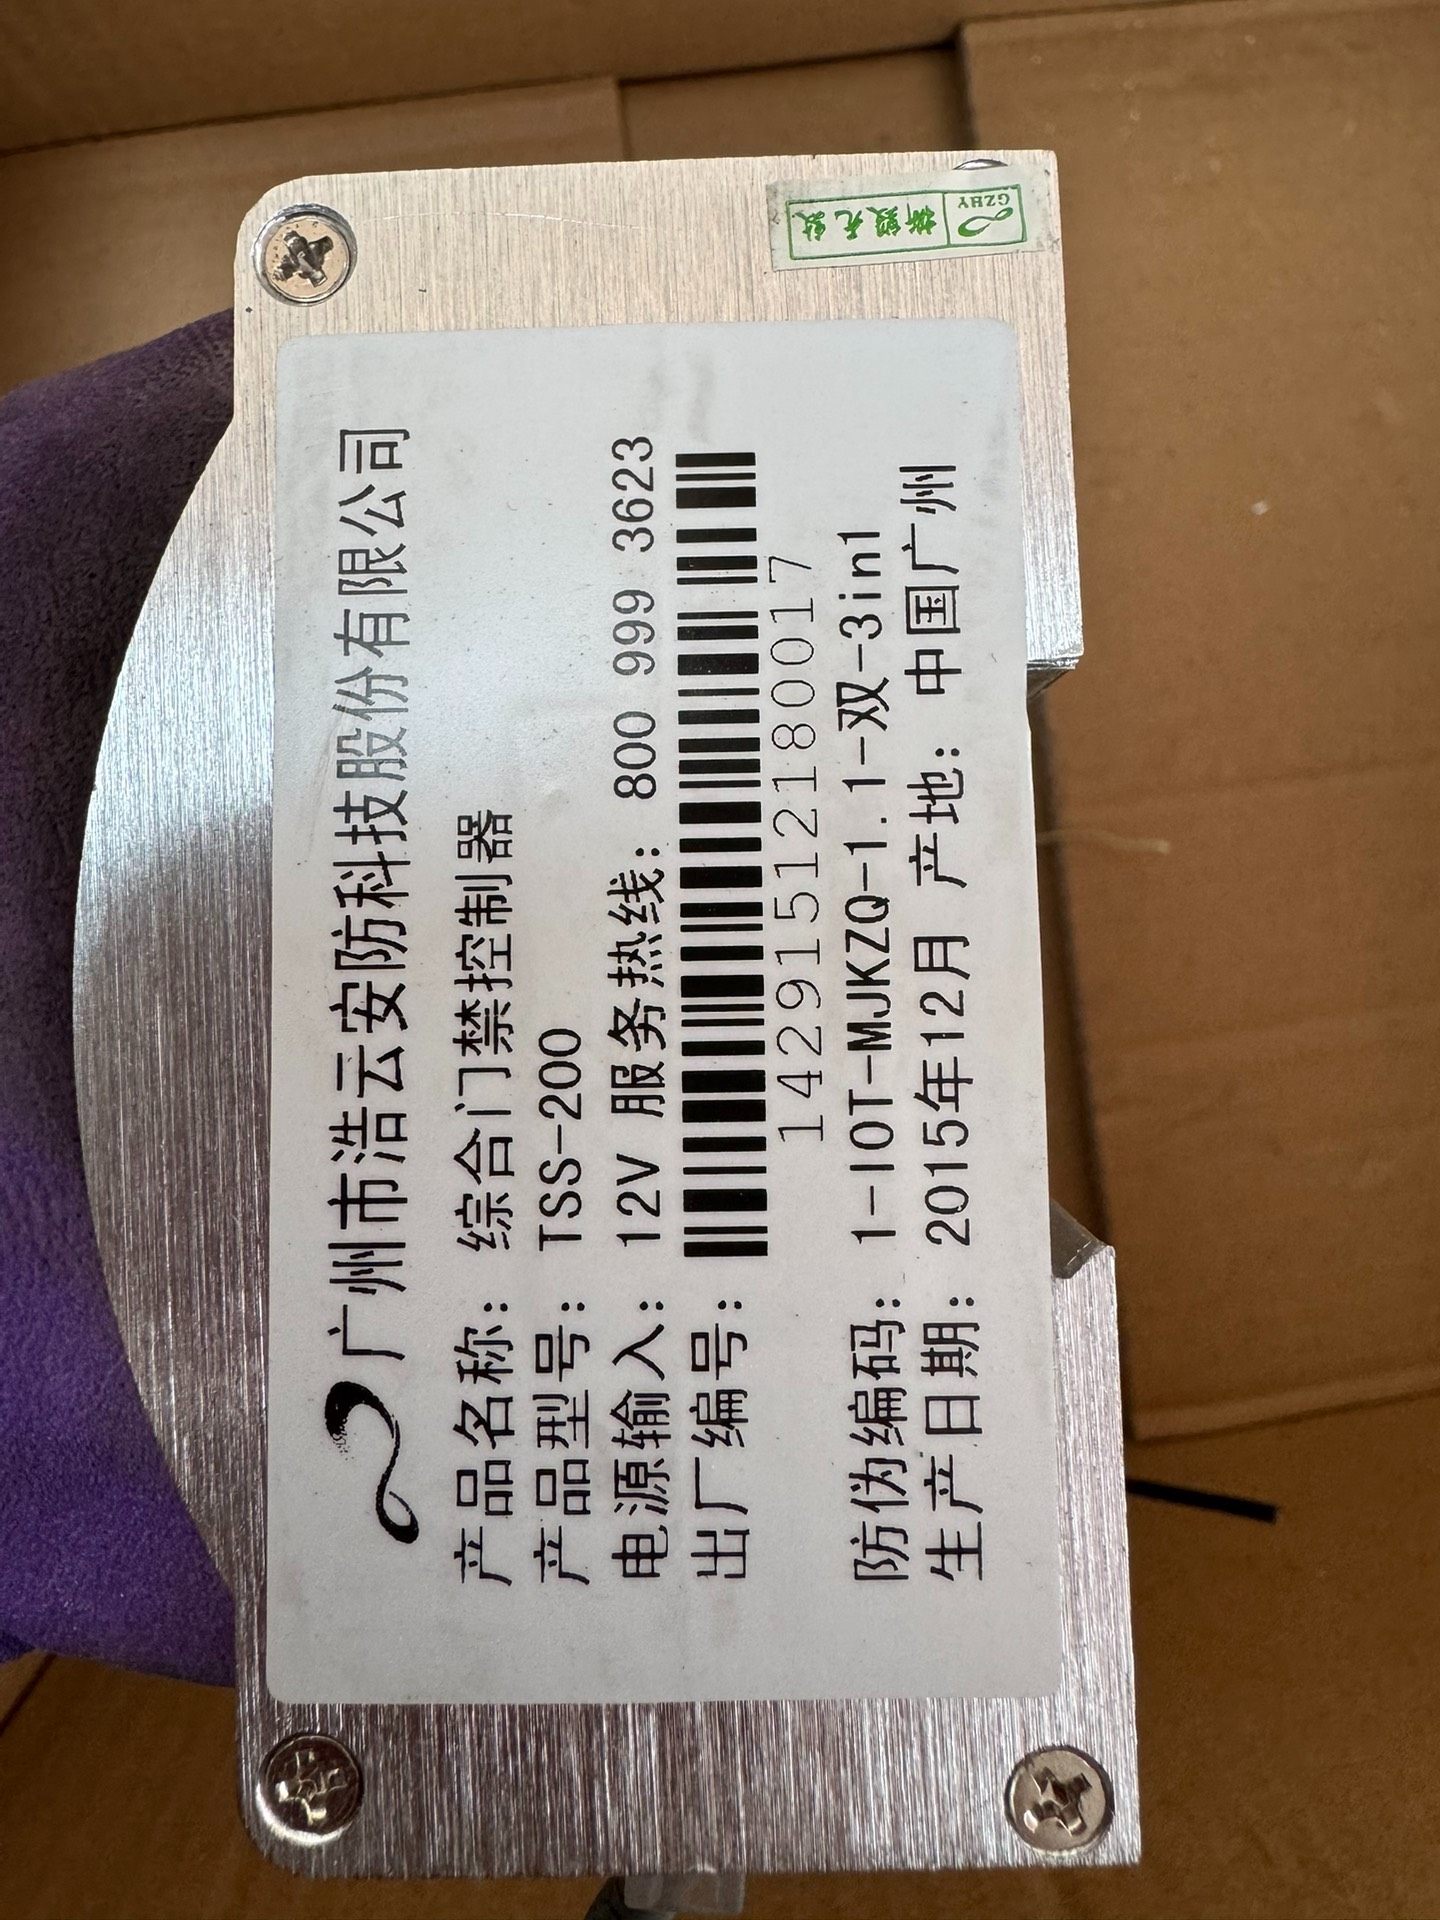 广州市浩云安防科技股份有限公司
产品名称：综合门禁控制器
产品型号：TSS-200
电源输入：12V 服务热线：800 999 3623
出厂编号：
14291512180017
防伪编码：1-IOT-MJKZQ-1.1-双-3in1
生产日期：2015年12月 产地：中国广州
GZHY
撕毁无效